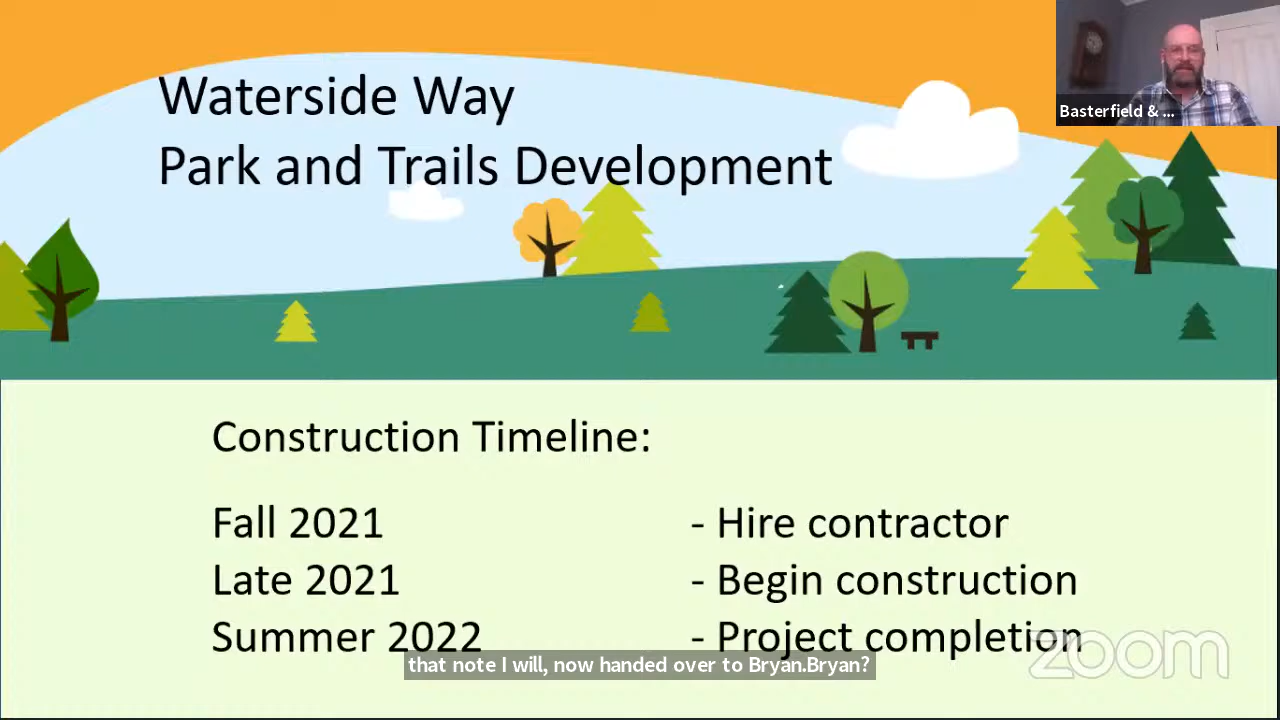 Waterside Way
Park and Trails Development
Basterfield & ...
Construction Timeline:
Fall 2021 - Hire contractor
Late 2021 - Begin construction
Summer 2022 - Project completion
that note I will, now handed over to Bryan.Bryan?
zoom